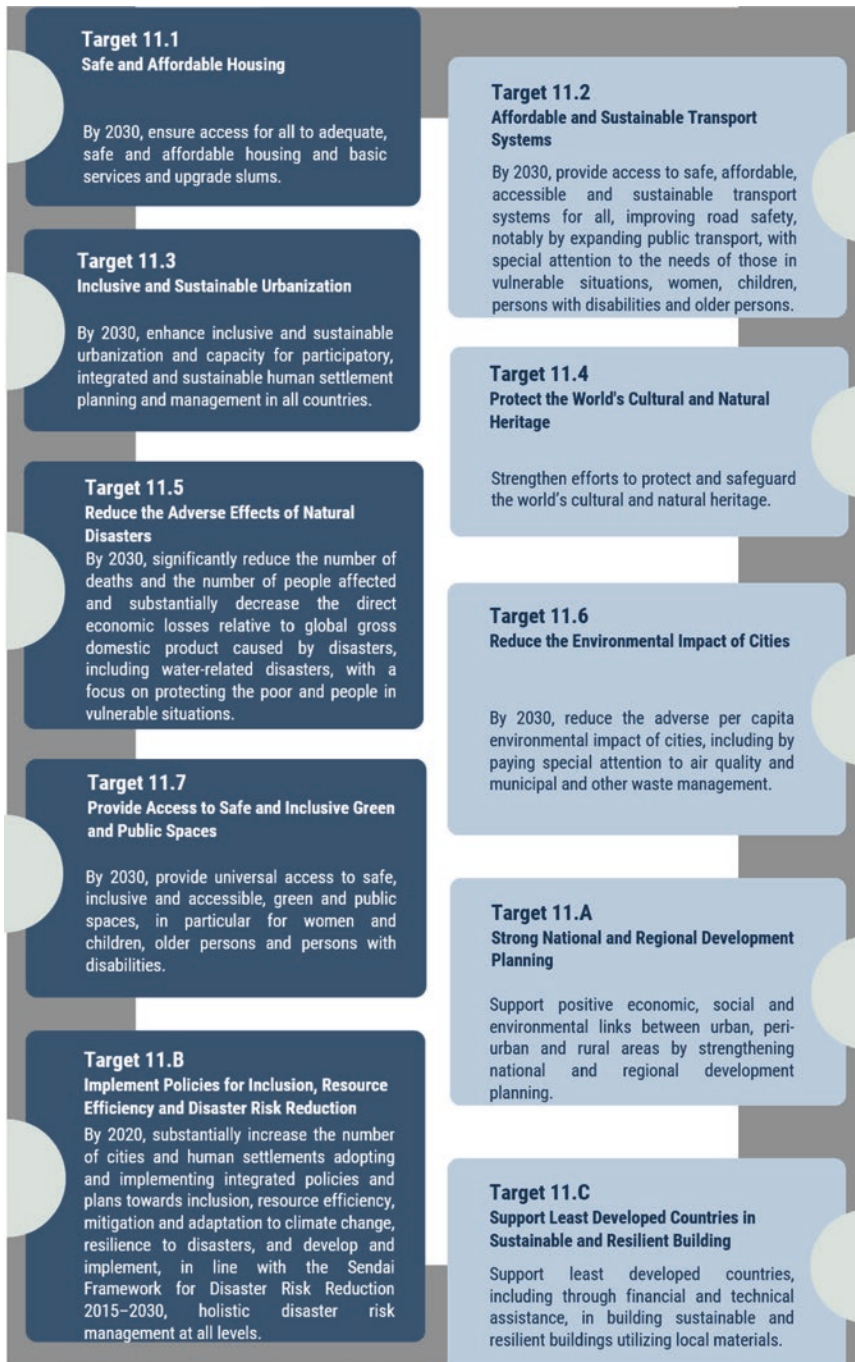 Target 11.1
Safe and Affordable Housing
By 2030, ensure access for all to adequate,
safe and affordable housing and basic
services and upgrade slums.
Target 11.2
Affordable and Sustainable Transport
Systems
By 2030, provide access to safe, affordable,
accessible and sustainable transport
systems for all, improving road safety,
notably by expanding public transport, with
special attention to the needs of those in
vulnerable situations, women, children,
persons with disabilities and older persons.
Target 11.3
Inclusive and Sustainable Urbanization
By 2030, enhance inclusive and sustainable
urbanization and capacity for participatory,
integrated and sustainable human settlement
planning and management in all countries.
Target 11.4
Protect the World's Cultural and Natural
Heritage
Strengthen efforts to protect and safeguard
the world’s cultural and natural heritage.
Target 11.5
Reduce the Adverse Effects of Natural
Disasters
By 2030, significantly reduce the number of
deaths and the number of people affected
and substantially decrease the direct
economic losses relative to global gross
domestic product caused by disasters,
including water-related disasters, with a
focus on protecting the poor and people in
vulnerable situations.
Target 11.6
Reduce the Environmental Impact of Cities
By 2030, reduce the adverse per capita
environmental impact of cities, including by
paying special attention to air quality and
municipal and other waste management.
Target 11.7
Provide Access to Safe and Inclusive Green
and Public Spaces
By 2030, provide universal access to safe,
inclusive and accessible, green and public
spaces, in particular for women and
children, older persons and persons with
disabilities.
Target 11.A
Strong National and Regional Development
Planning
Support positive economic, social and
environmental links between urban, peri-
urban and rural areas by strengthening
national and regional development
planning.
Target 11.B
Implement Policies for Inclusion, Resource
Efficiency and Disaster Risk Reduction
By 2020, substantially increase the number
of cities and human settlements adopting
and implementing integrated policies and
plans towards inclusion, resource efficiency,
mitigation and adaptation to climate change,
resilience to disasters, and develop and
implement, in line with the Sendai
Framework for Disaster Risk Reduction
2015–2030, holistic disaster risk
management at all levels.
Target 11.C
Support Least Developed Countries in
Sustainable and Resilient Building
Support least developed countries,
including through financial and technical
assistance, in building sustainable and
resilient buildings utilizing local materials.